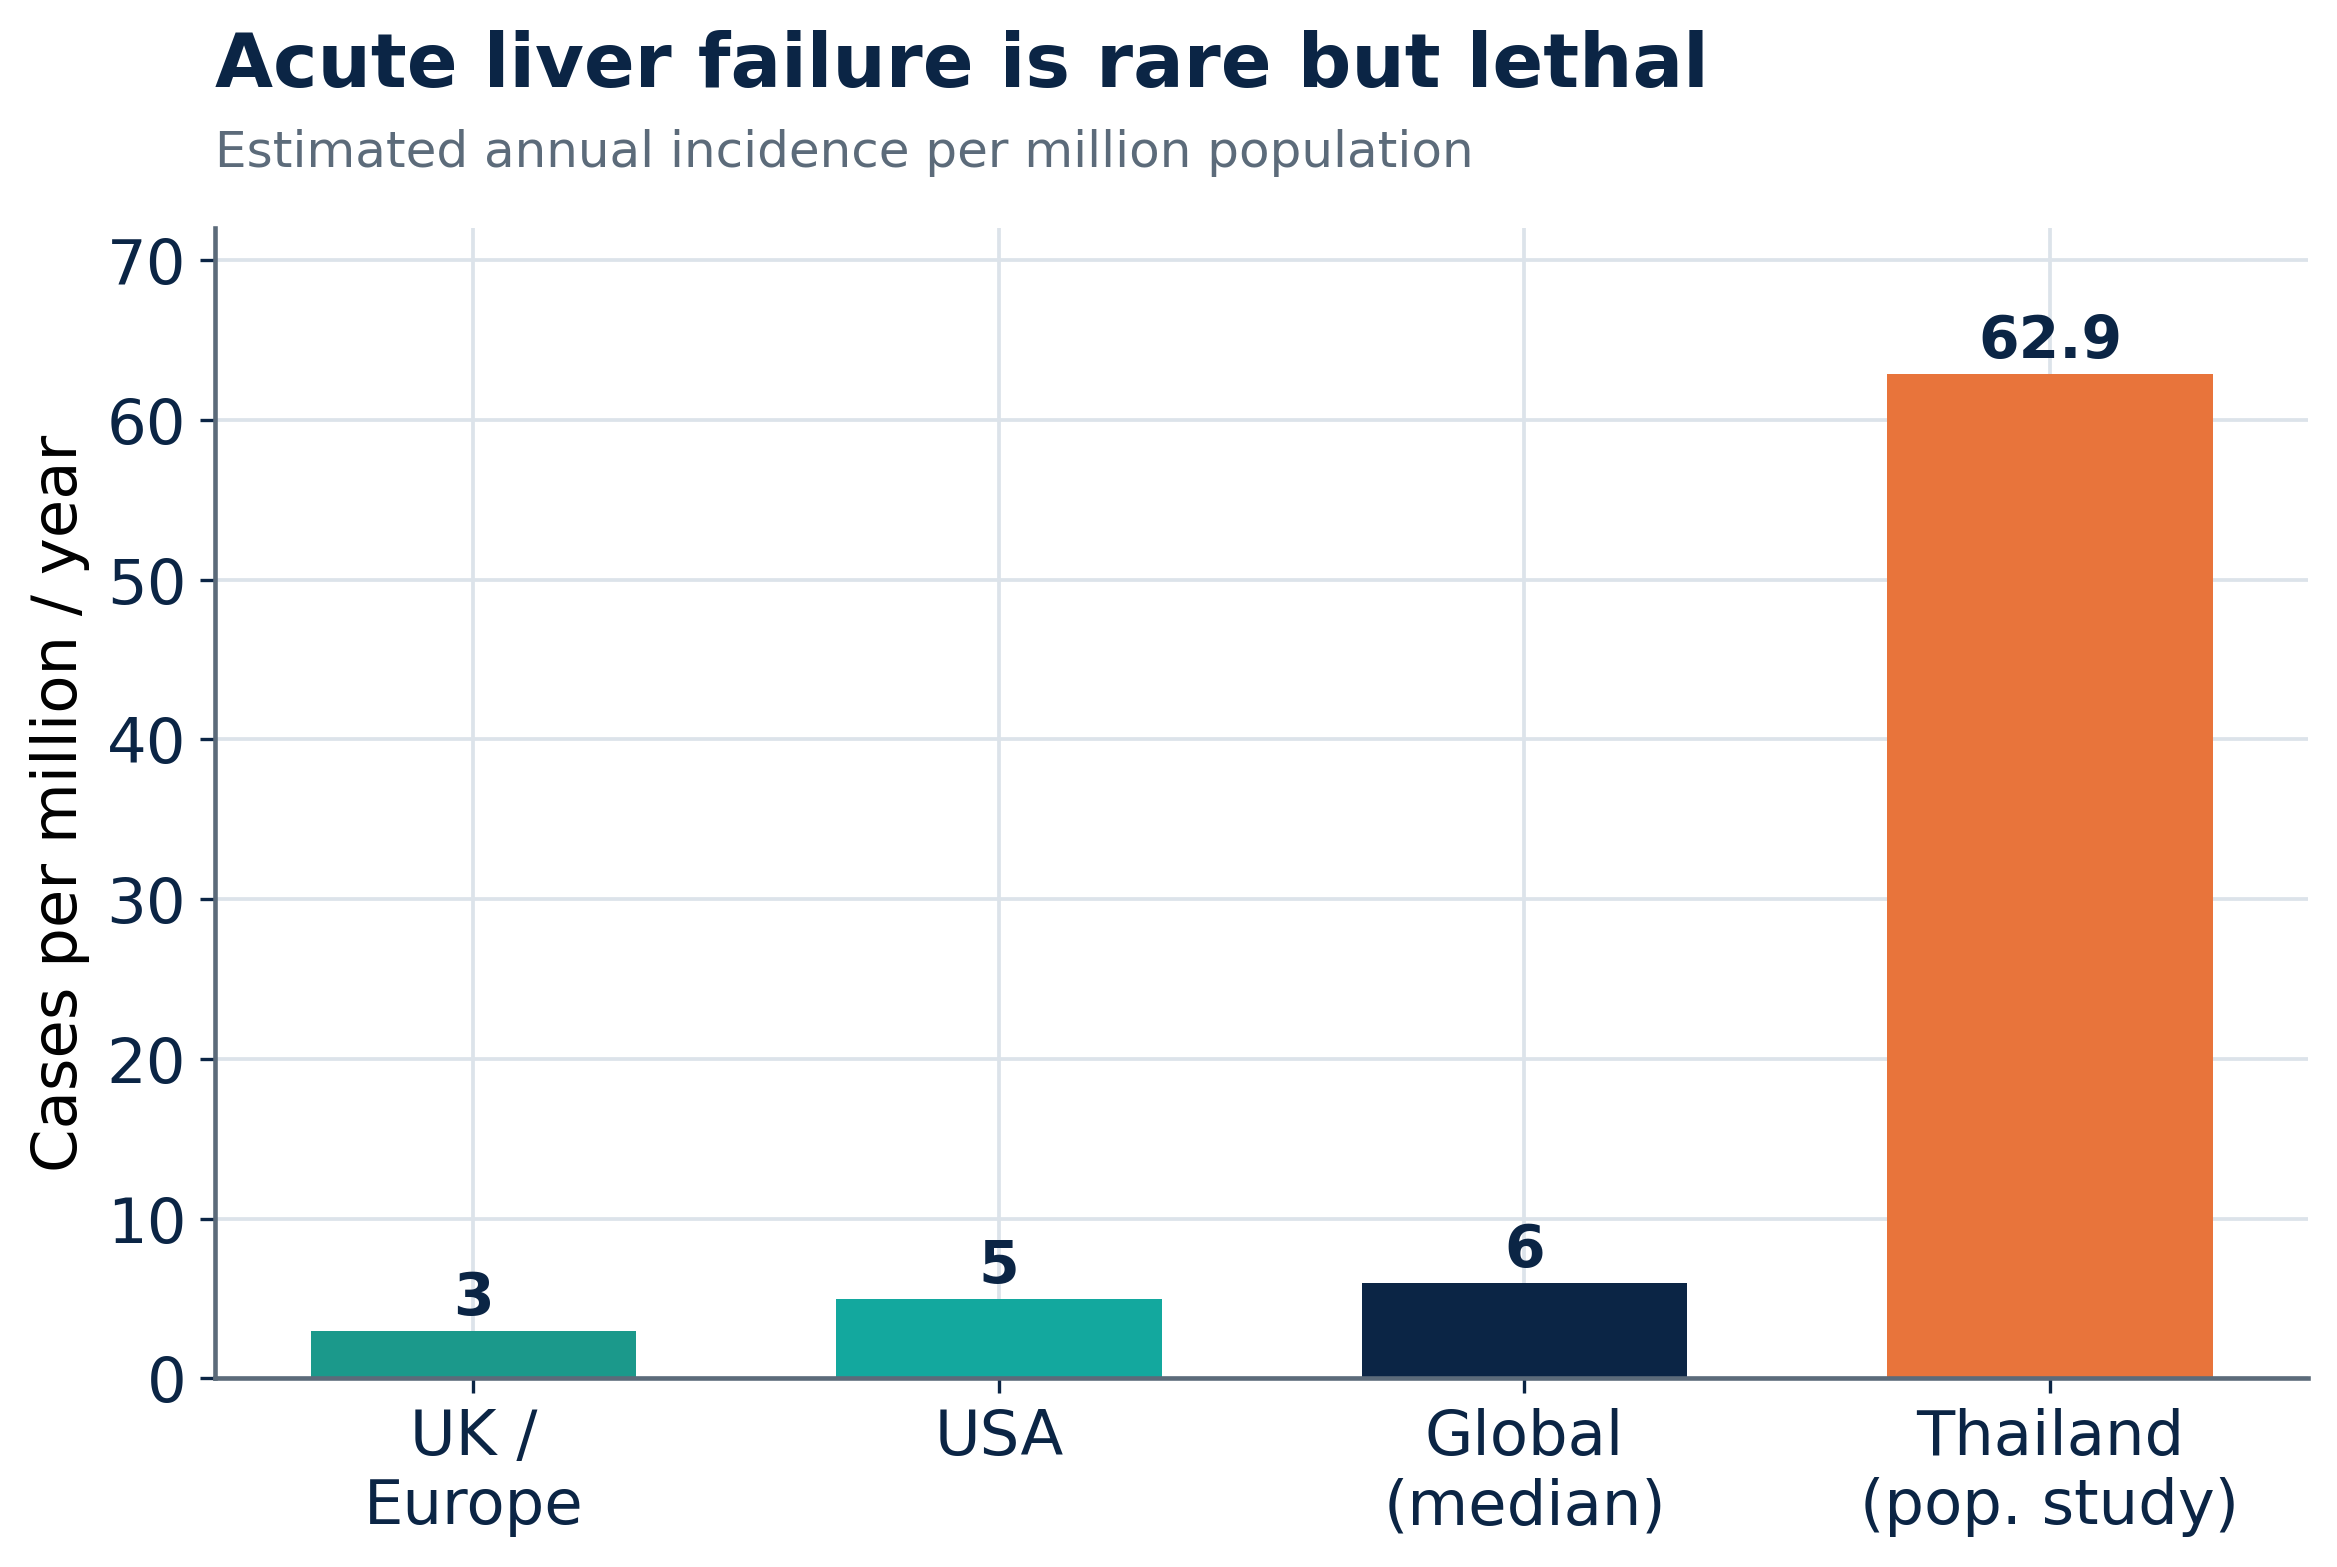 Acute liver failure is rare but lethal
Estimated annual incidence per million population
Cases per million / year
70
60
50
40
30
20
10
0
3
5
6
62.9
UK /
Europe
USA
Global
(median)
Thailand
(pop. study)